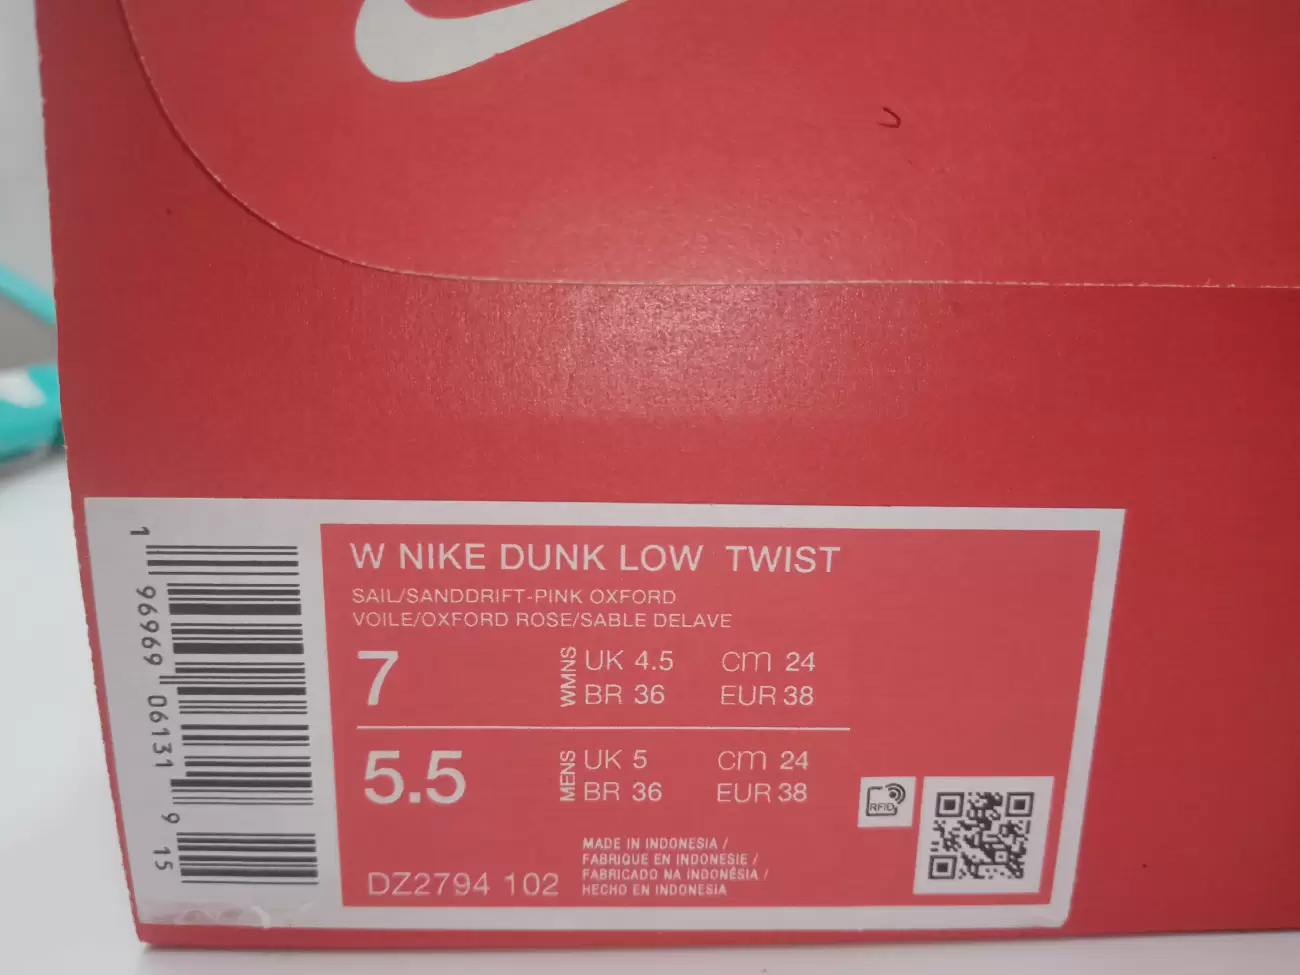 1 96969 06131 9 15
W NIKE DUNK LOW TWIST
SAIL/SANDDRIFT-PINK OXFORD
VOILE/OXFORD ROSE/SABLE DELAVE
7 WMNS UK 4.5 cm 24
BR 36 EUR 38
5.5 MENS UK 5 cm 24
BR 36 EUR 38
RFID
MADE IN INDONESIA /
FABRIQUE EN INDONESIE /
FABRICADO NA INDONÉSIA /
DZ2794 102 HECHO EN INDONESIA